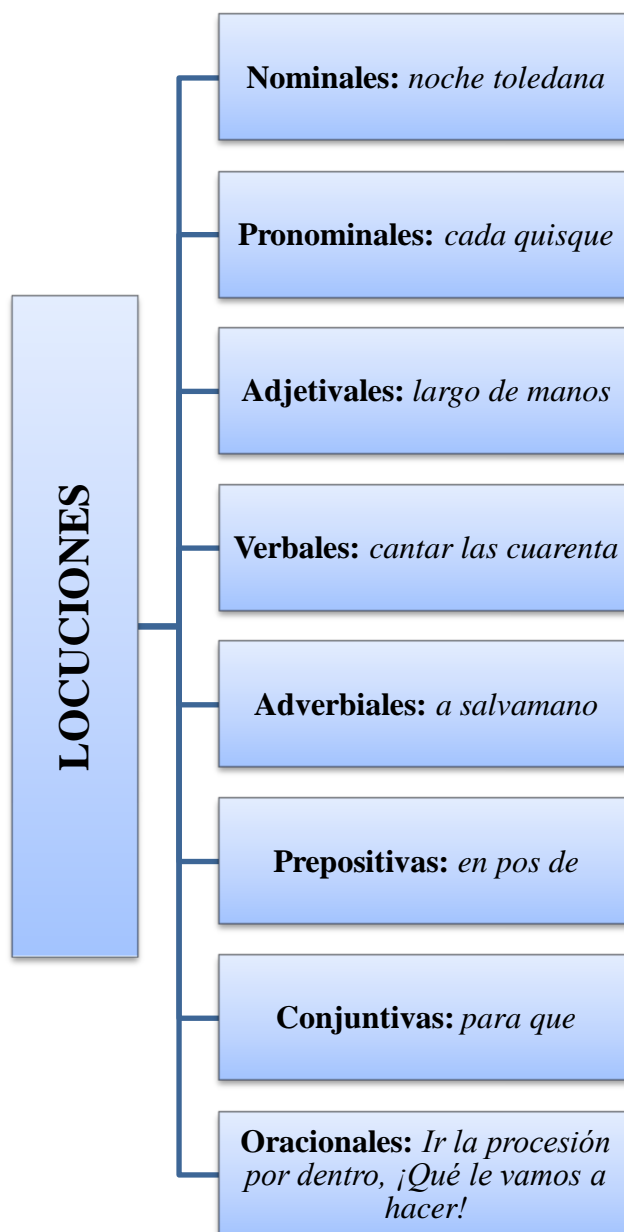 LOCUCIONES
Nominales: noche toledana
Pronominales: cada quisque
Adjetivales: largo de manos
Verbales: cantar las cuarenta
Adverbiales: a salvamano
Prepositivas: en pos de
Conjuntivas: para que
Oracionales: Ir la procesión
por dentro, ¡Qué le vamos a
hacer!